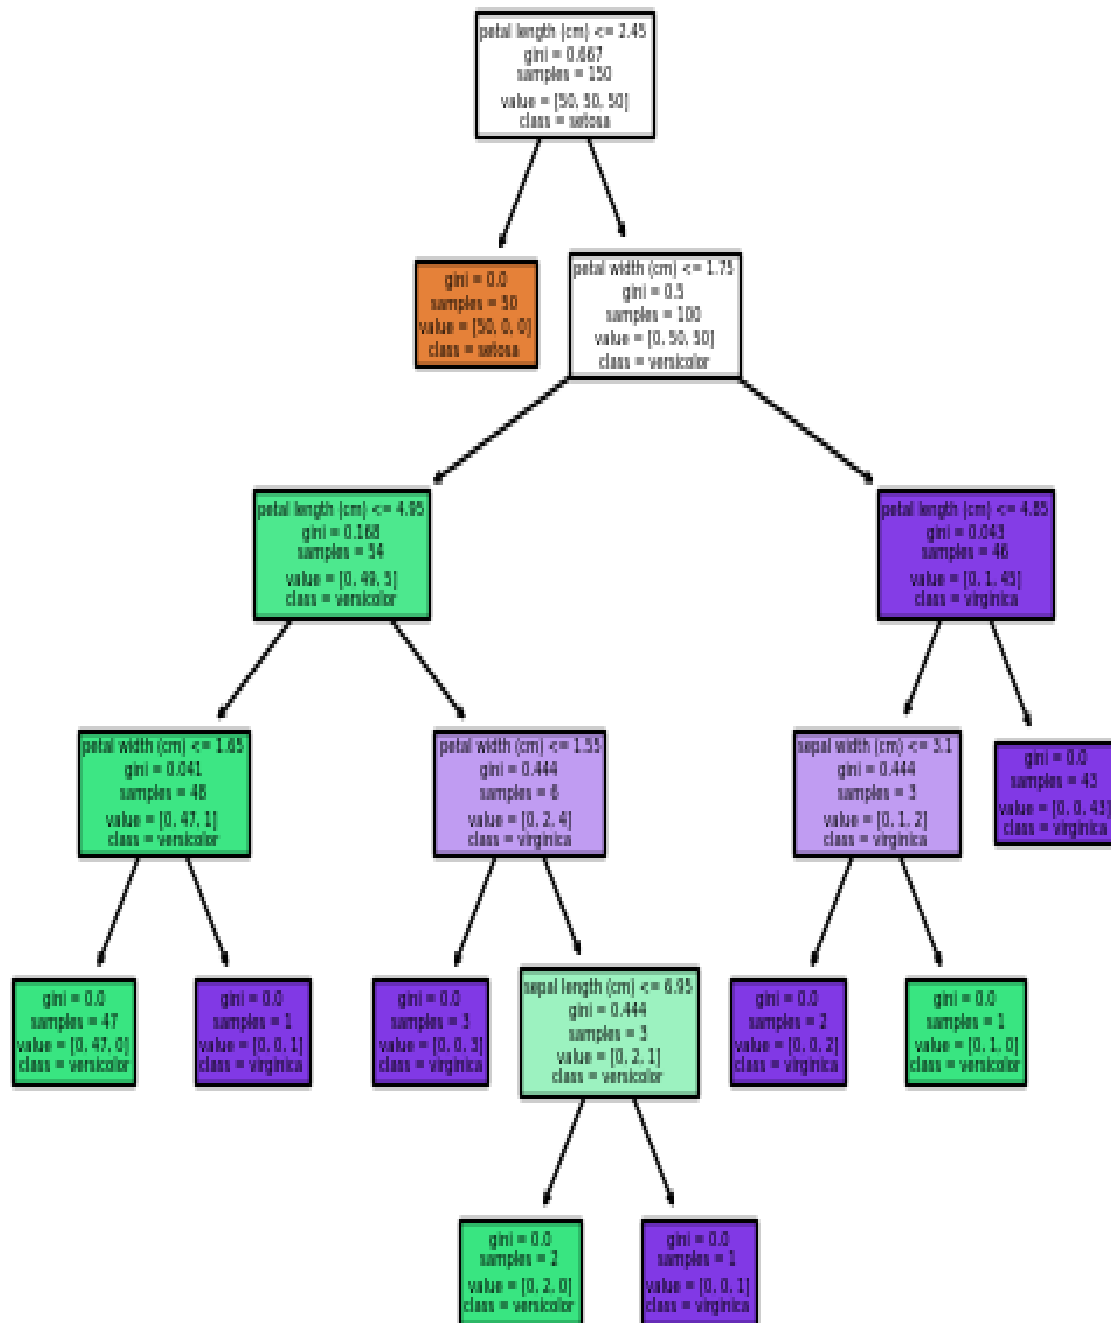 petal length (cm) <= 2.45
gini = 0.667
samples = 150
value = [50, 50, 50]
class = setosa
gini = 0.0
samples = 50
value = [50, 0, 0]
class = setosa
petal width (cm) <= 1.75
gini = 0.5
samples = 100
value = [0, 50, 50]
class = versicolor
petal length (cm) <= 4.95
gini = 0.168
samples = 54
value = [0, 49, 5]
class = versicolor
petal length (cm) <= 4.85
gini = 0.043
samples = 46
value = [0, 1, 45]
class = virginica
petal width (cm) <= 1.65
gini = 0.041
samples = 48
value = [0, 47, 1]
class = versicolor
petal width (cm) <= 1.55
gini = 0.444
samples = 6
value = [0, 2, 4]
class = virginica
sepal width (cm) <= 3.1
gini = 0.444
samples = 3
value = [0, 1, 2]
class = virginica
gini = 0.0
samples = 43
value = [0, 0, 43]
class = virginica
gini = 0.0
samples = 47
value = [0, 47, 0]
class = versicolor
gini = 0.0
samples = 1
value = [0, 0, 1]
class = virginica
gini = 0.0
samples = 3
value = [0, 0, 3]
class = virginica
sepal length (cm) <= 6.95
gini = 0.444
samples = 3
value = [0, 2, 1]
class = versicolor
gini = 0.0
samples = 2
value = [0, 0, 2]
class = virginica
gini = 0.0
samples = 1
value = [0, 1, 0]
class = versicolor
gini = 0.0
samples = 2
value = [0, 2, 0]
class = versicolor
gini = 0.0
samples = 1
value = [0, 0, 1]
class = virginica